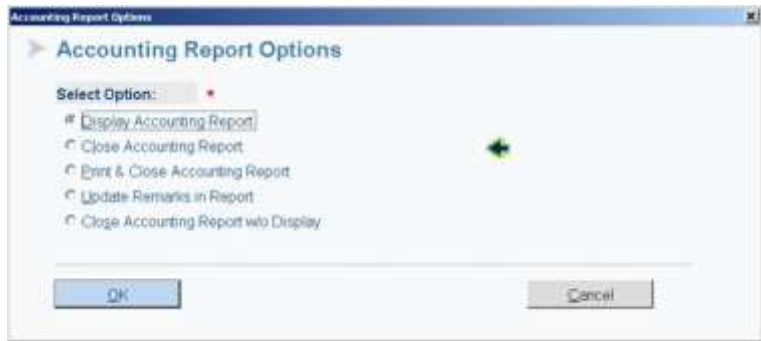 Accounting Report Options
Accounting Report Options
Select Option: *
Display Accounting Report
Close Accounting Report
Print & Close Accounting Report
Update Remarks in Report
Close Accounting Report w/o Display
OK Cancel